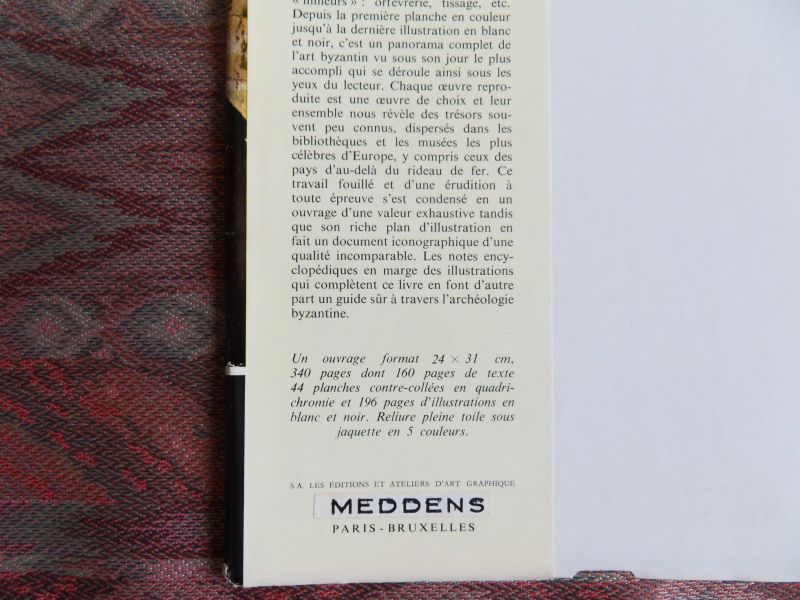 « mineurs » : orfèvrerie, tissage, etc.
Depuis la première planche en couleur
jusqu'à la dernière illustration en blanc
et noir, c'est un panorama complet de
l'art byzantin vu sous son jour le plus
accompli qui se déroule ainsi sous les
yeux du lecteur. Chaque œuvre repro-
duite est une œuvre de choix et leur
ensemble nous révèle des trésors sou-
vent peu connus, dispersés dans les
bibliothèques et les musées les plus
célèbres d'Europe, y compris ceux des
pays d'au-delà du rideau de fer. Ce
travail fouillé et d'une érudition à
toute épreuve s'est condensé en un
ouvrage d'une valeur exhaustive tandis
que son riche plan d'illustration en
fait un document iconographique d'une
qualité incomparable. Les notes ency-
clopédiques en marge des illustrations
qui complètent ce livre en font d'autre
part un guide sûr à travers l'archéologie
byzantine.
Un ouvrage format 24 × 31 cm,
340 pages dont 160 pages de texte
44 planches contre-collées en quadri-
chromie et 196 pages d'illustrations en
blanc et noir. Reliure pleine toile sous
jaquette en 5 couleurs.
S A. LES ÉDITIONS ET ATELIERS D'ART GRAPHIQUE
MEDDENS
PARIS - BRUXELLES